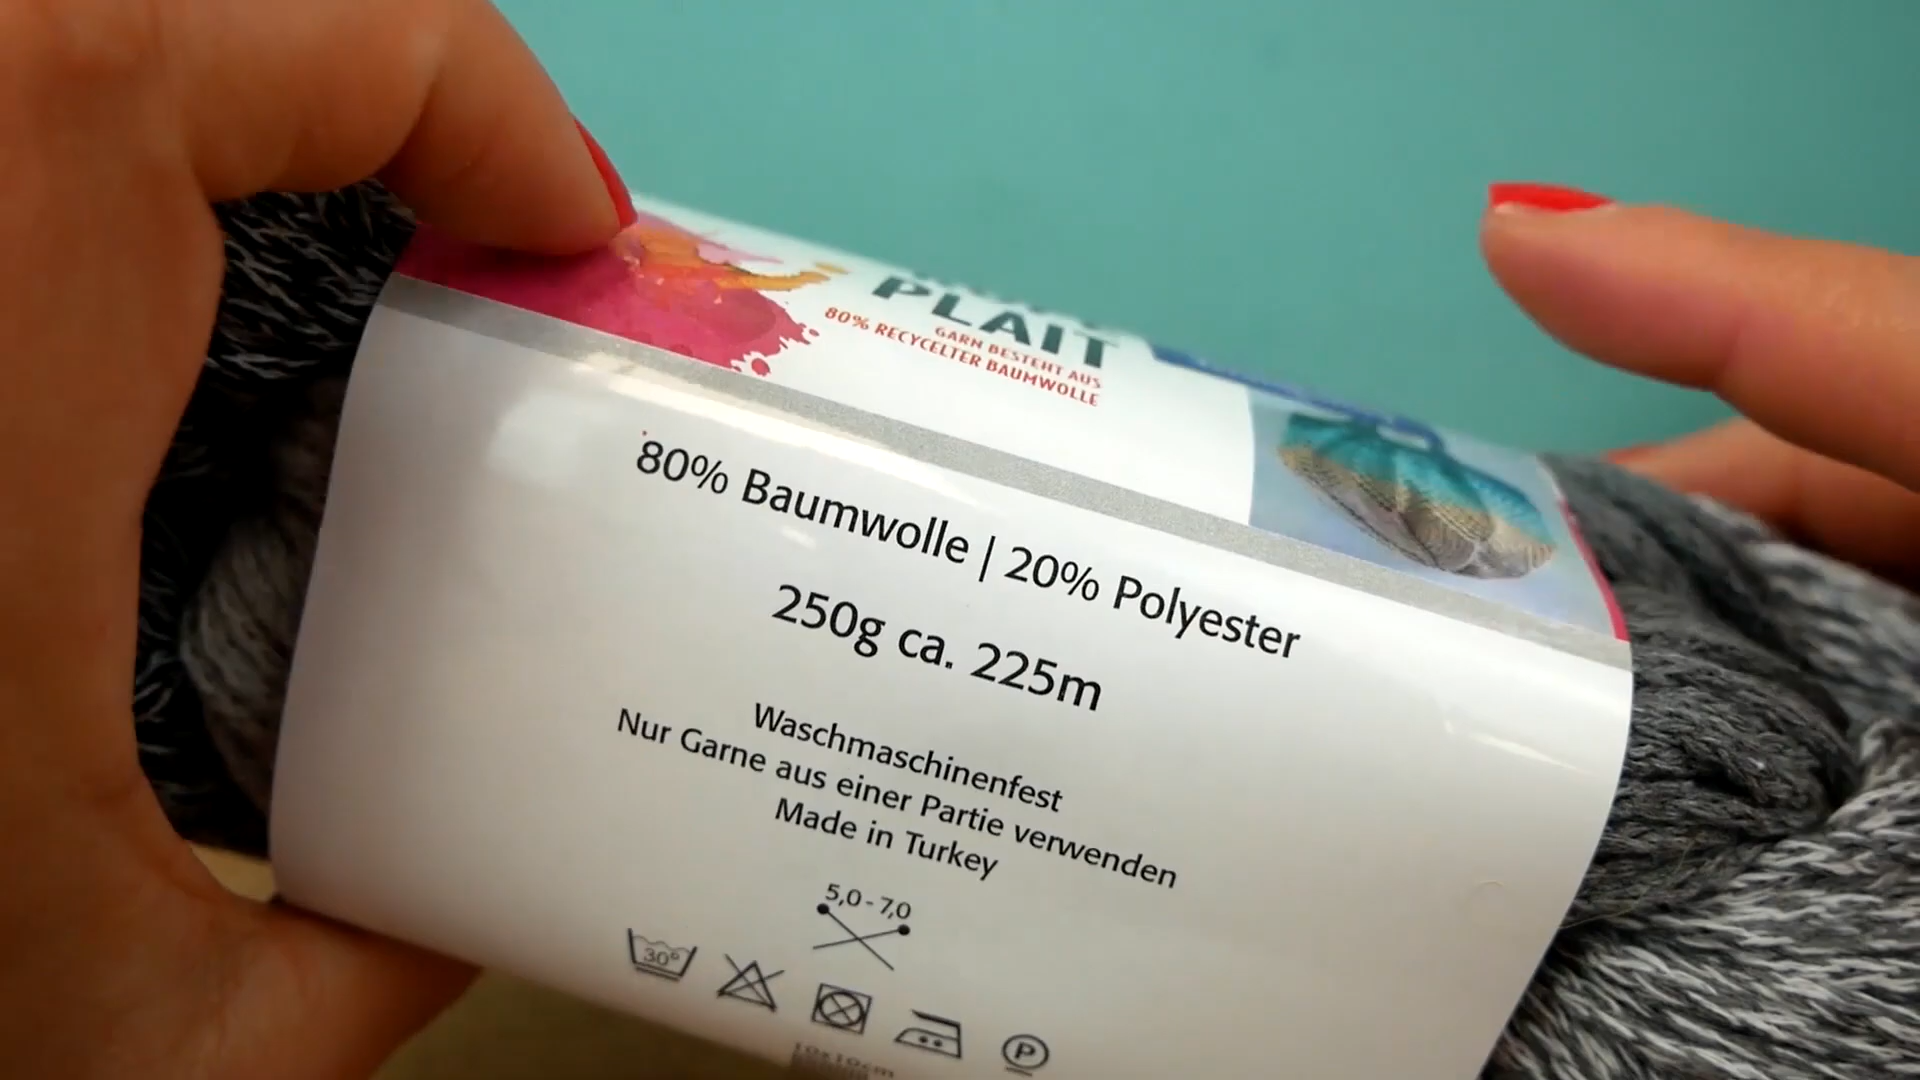 PLAIT
GARN BESTEHT AUS
80% RECYCELTER BAUMWOLLE
80% Baumwolle | 20% Polyester
250g ca. 225m
Waschmaschinenfest
Nur Garne aus einer Partie verwenden
Made in Turkey
5,0-7,0
30°
P
10x10cm